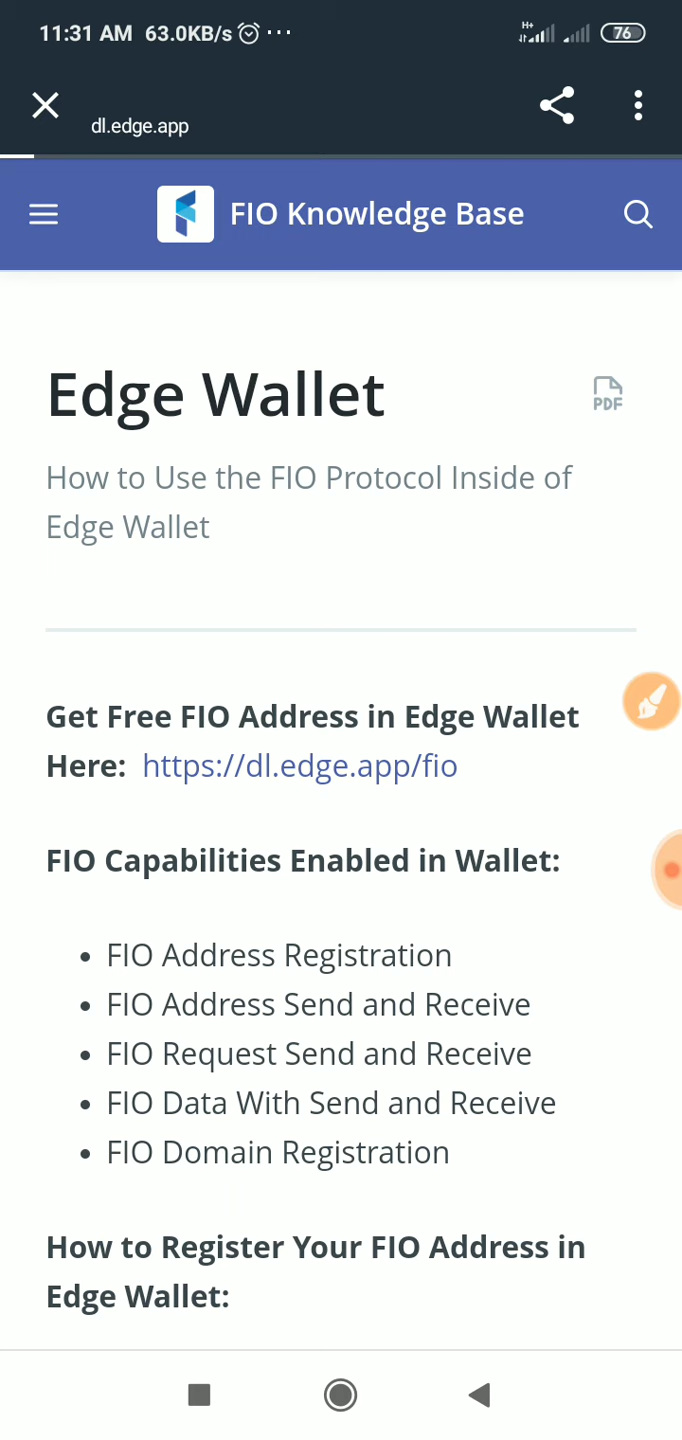 11:31 AM 63.0KB/s ... H+ 76
dl.edge.app
FIO Knowledge Base
Edge Wallet
PDF
How to Use the FIO Protocol Inside of
Edge Wallet
Get Free FIO Address in Edge Wallet
Here: https://dl.edge.app/fio
FIO Capabilities Enabled in Wallet:
• FIO Address Registration
• FIO Address Send and Receive
• FIO Request Send and Receive
• FIO Data With Send and Receive
• FIO Domain Registration
How to Register Your FIO Address in
Edge Wallet: